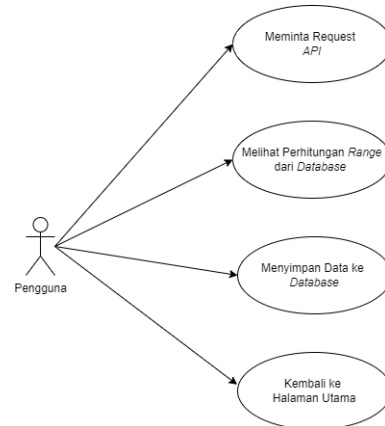 Meminta Request
API
Melihat Perhitungan Range
dari Database
Pengguna
Menyimpan Data ke
Database
Kembali ke
Halaman Utama